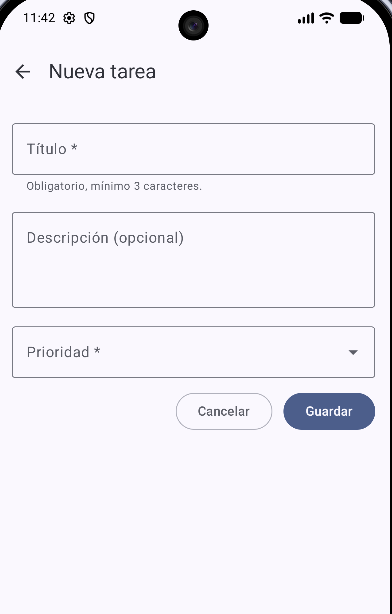 11:42
Nueva tarea
Título *
Obligatorio, mínimo 3 caracteres.
Descripción (opcional)
Prioridad *
Cancelar
Guardar